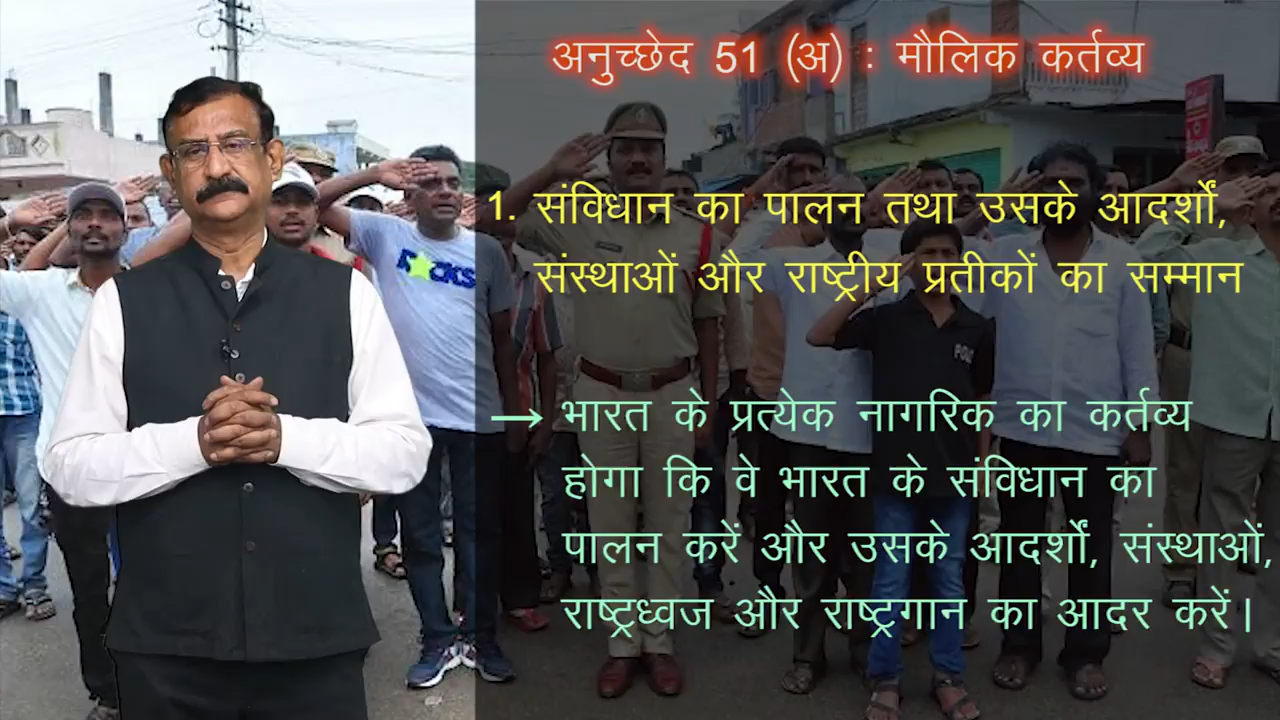 अनुच्छेद 51 (अ) : मौलिक कर्तव्य
1. संविधान का पालन तथा उसके आदर्शों,
संस्थाओं और राष्ट्रीय प्रतीकों का सम्मान
→ भारत के प्रत्येक नागरिक का कर्तव्य
होगा कि वे भारत के संविधान का
पालन करें और उसके आदर्शों, संस्थाओं,
राष्ट्रध्वज और राष्ट्रगान का आदर करें।